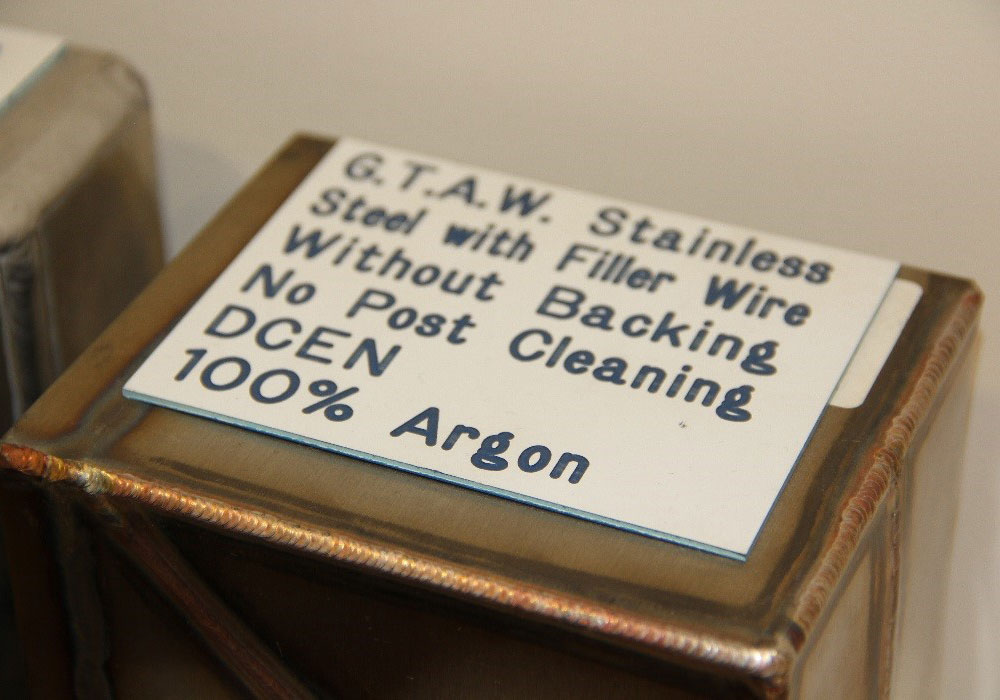 G.T.A.W. Stainless
Steel with Filler Wire
Without Backing
No Post Cleaning
DCEN
100% Argon